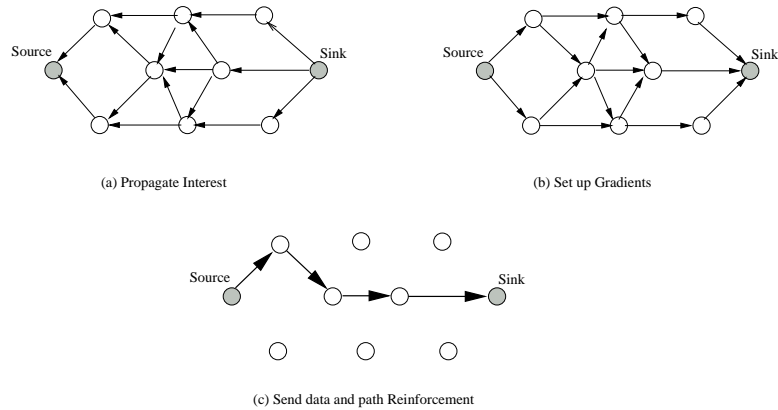 Source
Sink
Source
Sink
(a) Propagate Interest
(b) Set up Gradients
Source
Sink
(c) Send data and path Reinforcement